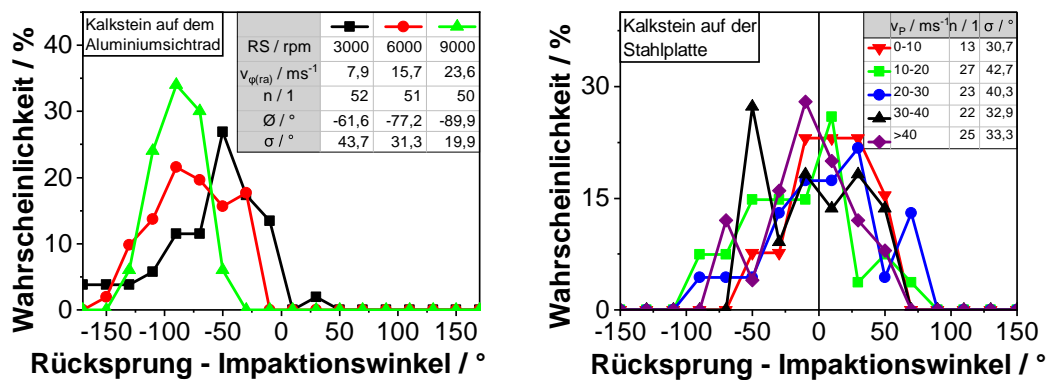 Kalkstein auf dem
Aluminiumsichtrad
RS / rpm 3000 6000 9000
vφ(ra) / ms-1 7,9 15,7 23,6
n / 1 52 51 50
Ø / ° -61,6 -77,2 -89,9
σ / ° 43,7 31,3 19,9
Wahrscheinlichkeit / %
40
30
20
10
0
-150 -100 -50 0 50 100 150
Rücksprung - Impaktionswinkel / °
Kalkstein auf der
Stahlplatte
vP / ms-1 n / 1 σ / °
0-10 13 30,7
10-20 27 42,7
20-30 23 40,3
30-40 22 32,9
>40 25 33,3
Wahrscheinlichkeit / %
30
15
0
-150 -100 -50 0 50 100 150
Rücksprung - Impaktionswinkel / °